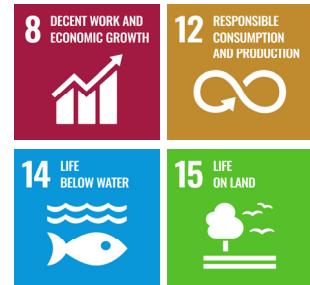 8 DECENT WORK AND
ECONOMIC GROWTH
12 RESPONSIBLE
CONSUMPTION
AND PRODUCTION
14 LIFE
BELOW WATER
15 LIFE
ON LAND